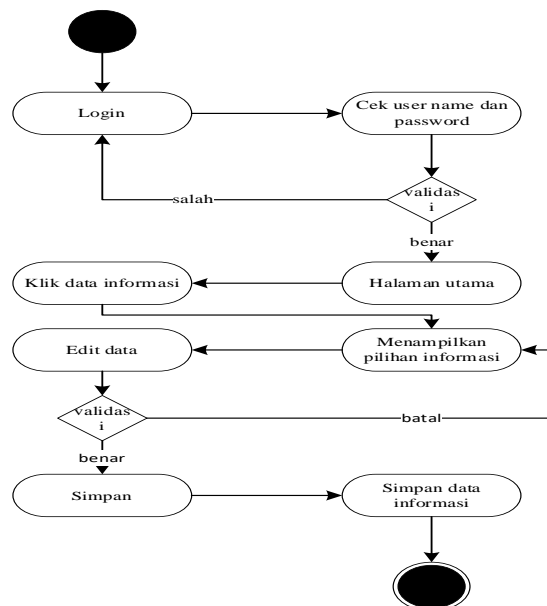 Login
Cek user name dan
password
salah
validas
i
benar
Klik data informasi
Halaman utama
Edit data
Menampilkan
pilihan informasi
validas
i
batal
benar
Simpan
Simpan data
informasi